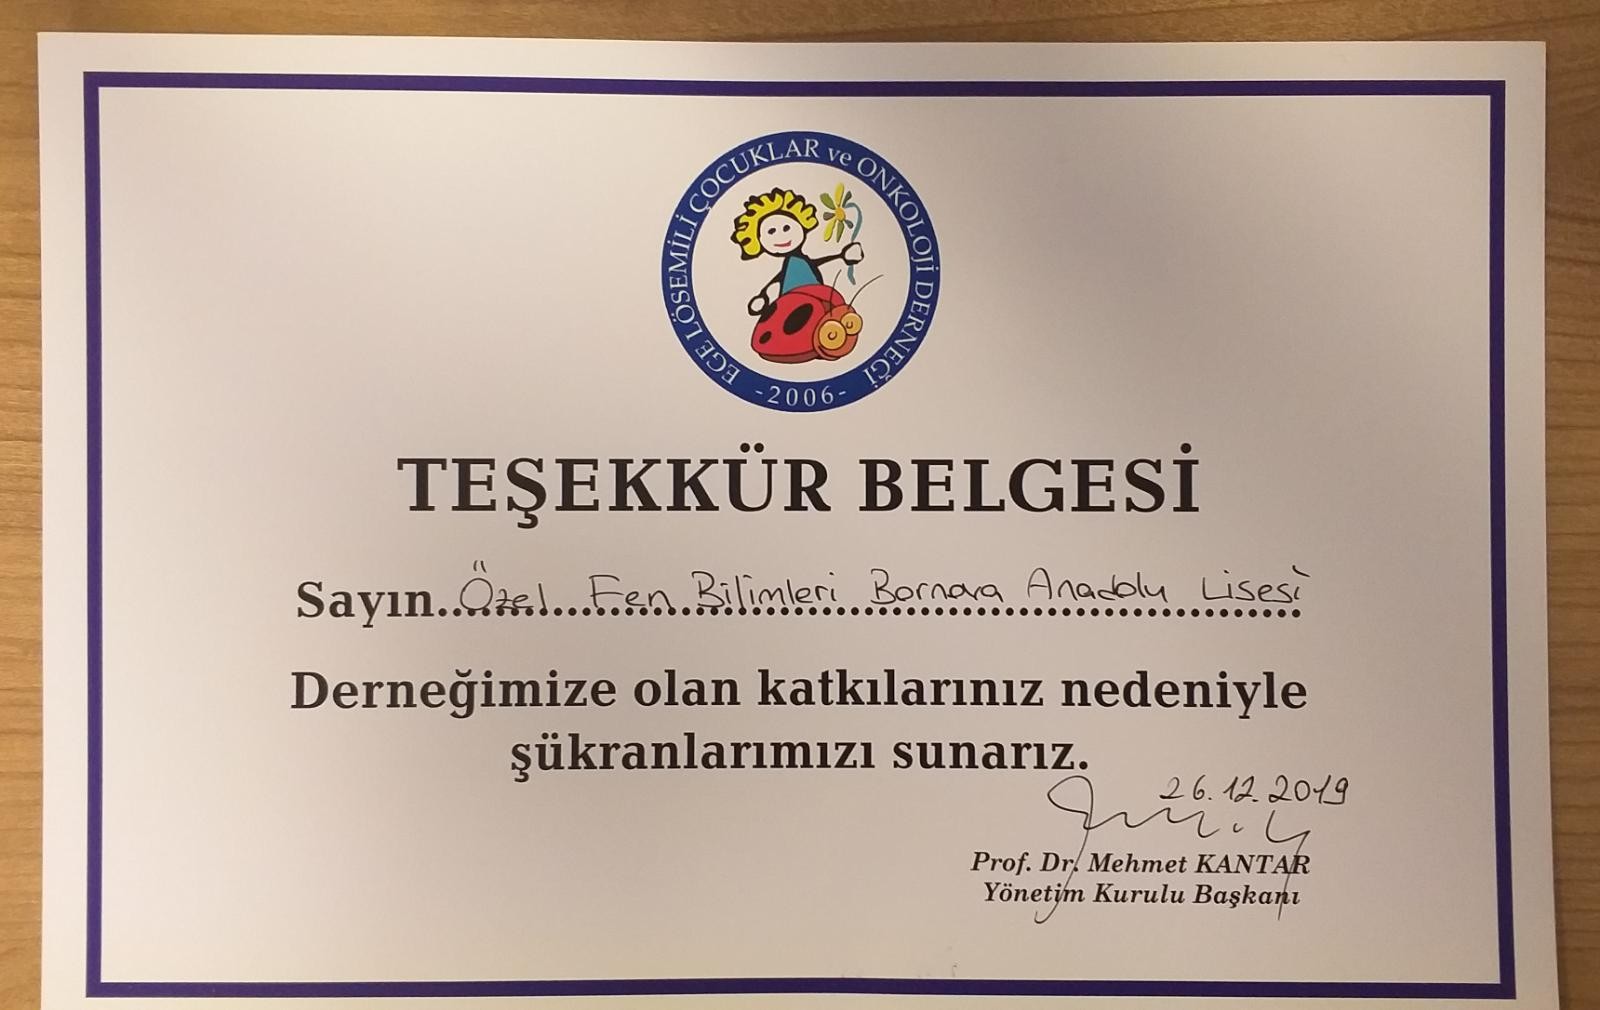 EGE LÖSEMİLİ ÇOCUKLAR ve ONKOLOJİ DERNEĞİ
-2006-
TEŞEKKÜR BELGESİ
Sayın..Özel Fen Bilimleri Bornova Anadolu Lisesi
Derneğimize olan katkılarınız nedeniyle
şükranlarımızı sunarız.
26.12.2019
Prof. Dr. Mehmet KANTAR
Yönetim Kurulu Başkanı